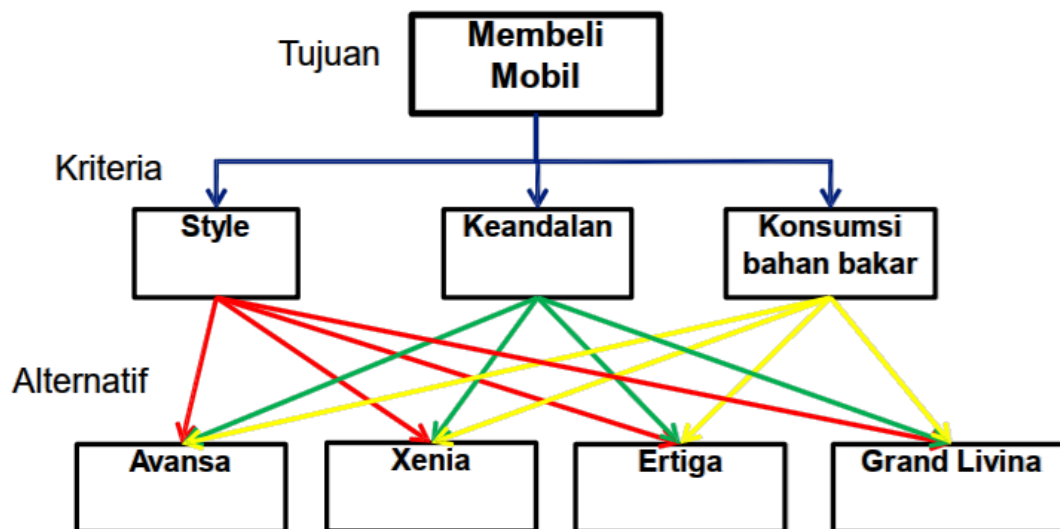 Tujuan
Membeli
Mobil
Kriteria
Style
Keandalan
Konsumsi
bahan bakar
Alternatif
Avansa
Xenia
Ertiga
Grand Livina